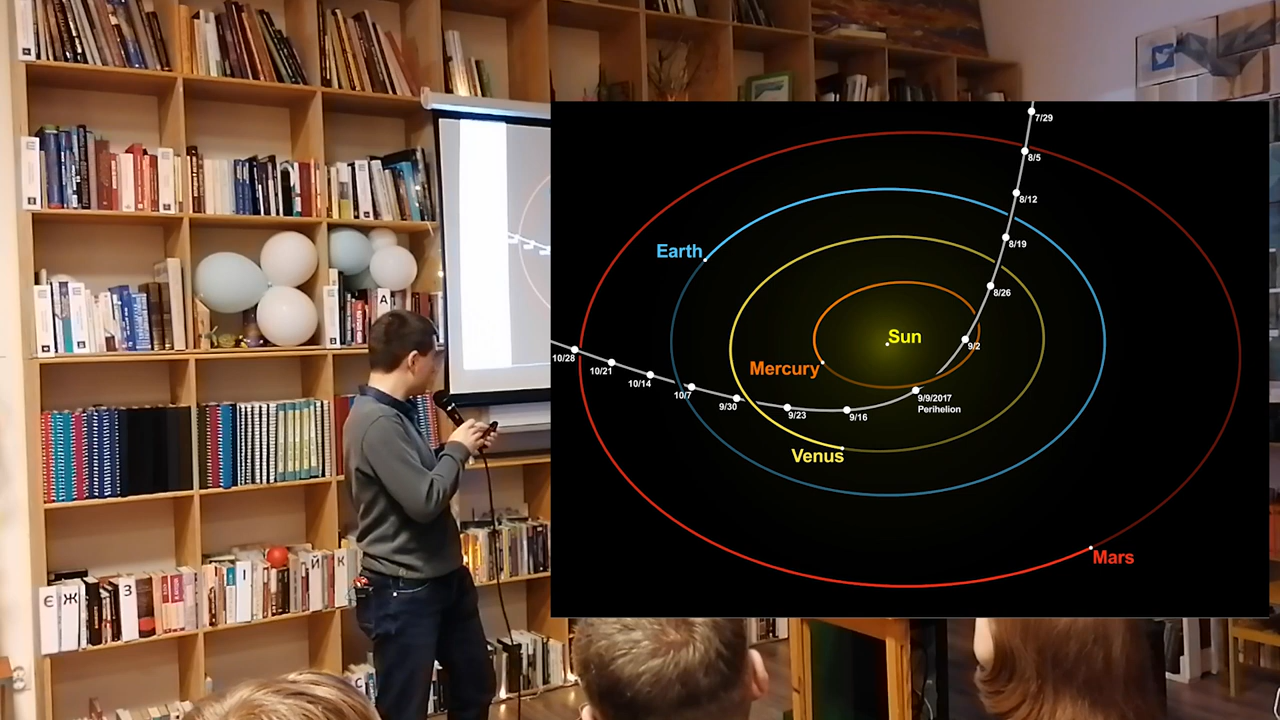 7/29
8/5
8/12
8/19
8/26
9/2
9/9/2017
Perihelion
9/16
9/23
9/30
10/7
10/14
10/21
10/28
Earth
Sun
Mercury
Venus
Mars
А
Є
Ж
З
І
Й
К
С